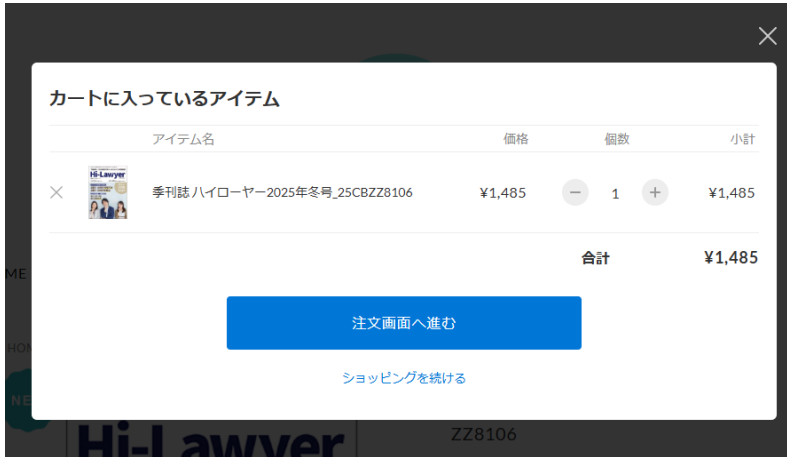 カートに入っているアイテム
アイテム名 価格 個数 小計
Hi-Lawyer
季刊誌 ハイローヤー2025年冬号_25CBZZ8106 ¥1,485 − 1 + ¥1,485
合計 ¥1,485
注文画面へ進む
ショッピングを続ける
ME
HOM
NE
Hi-Lawyer
ZZ8106